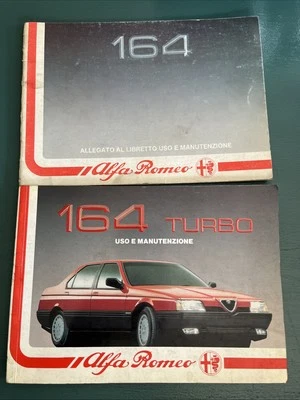 164
ALLEGATO AL LIBRETTO USO E MANUTENZIONE
Alfa Romeo
164 TURBO
USO E MANUTENZIONE
Alfa Romeo